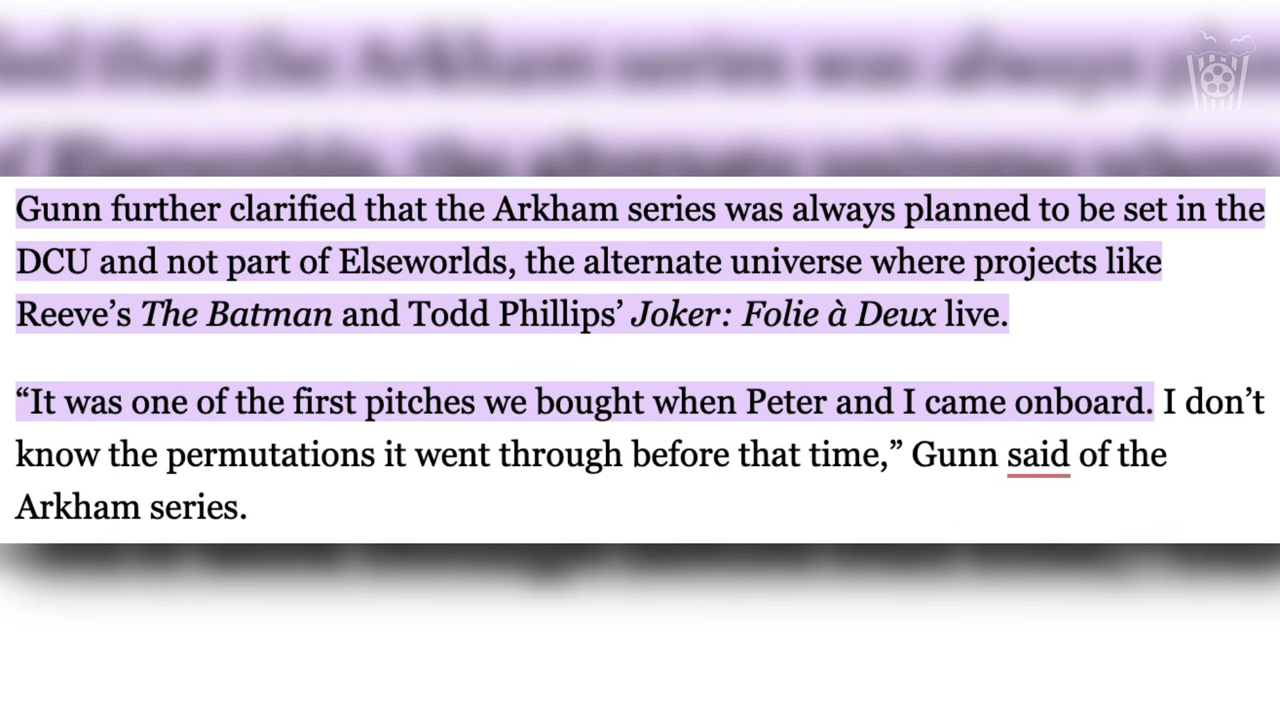 Gunn further clarified that the Arkham series was always planned to be set in the
DCU and not part of Elseworlds, the alternate universe where projects like
Reeve’s The Batman and Todd Phillips’ Joker: Folie à Deux live.
“It was one of the first pitches we bought when Peter and I came onboard. I don’t
know the permutations it went through before that time,” Gunn said of the
Arkham series.